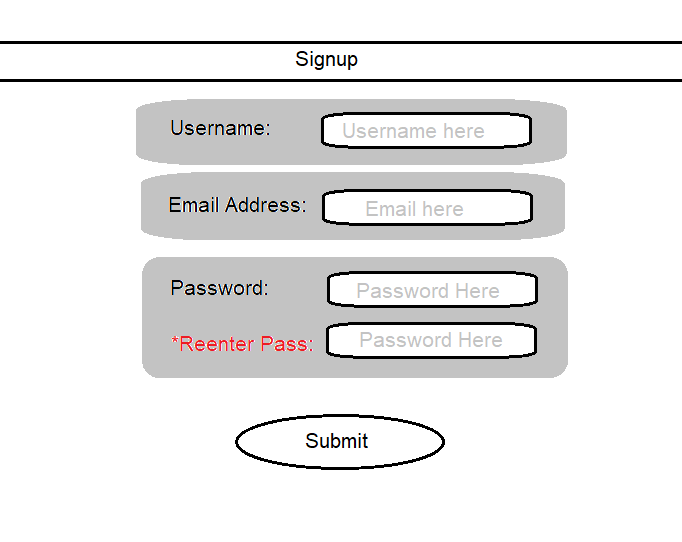 Signup
Username: Username here
Email Address: Email here
Password: Password Here
*Reenter Pass: Password Here
Submit